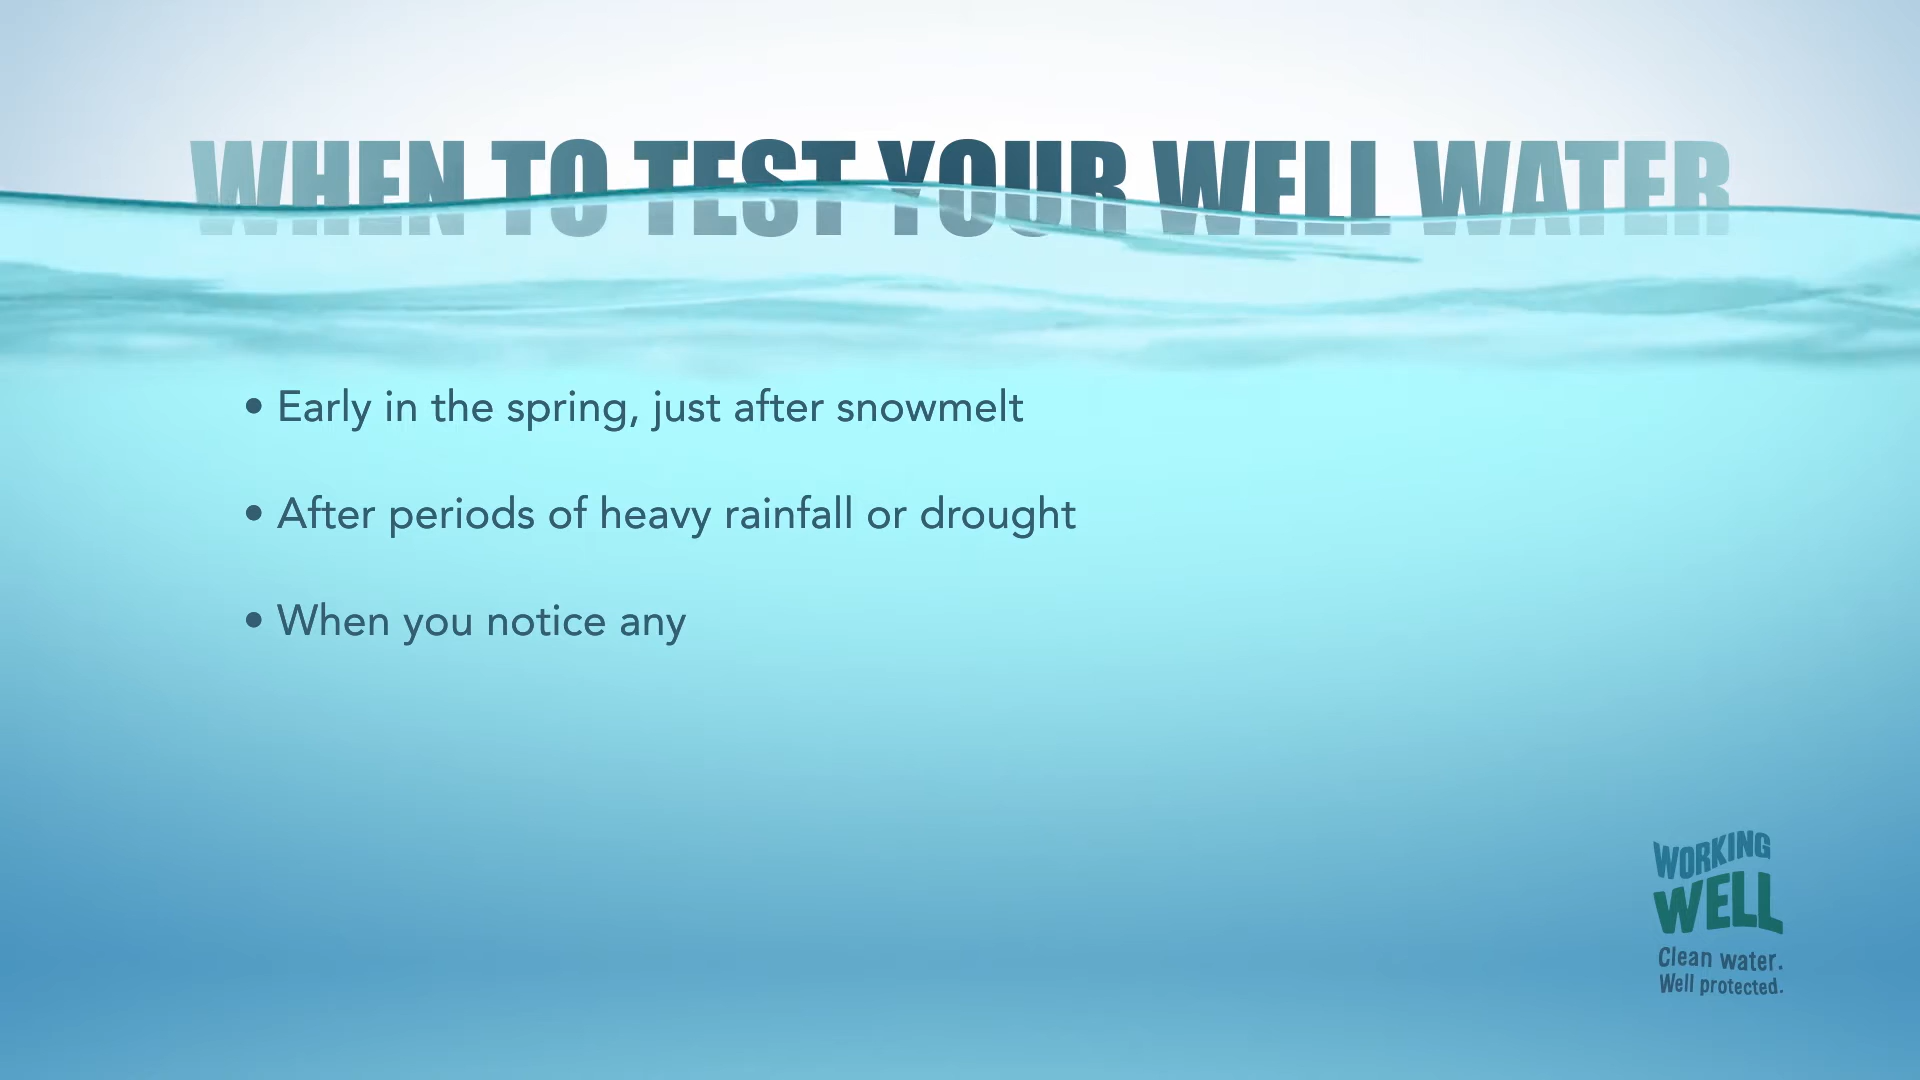 WHEN TO TEST YOUR WELL WATER
• Early in the spring, just after snowmelt
• After periods of heavy rainfall or drought
• When you notice any
WORKING
WELL
Clean water.
Well protected.